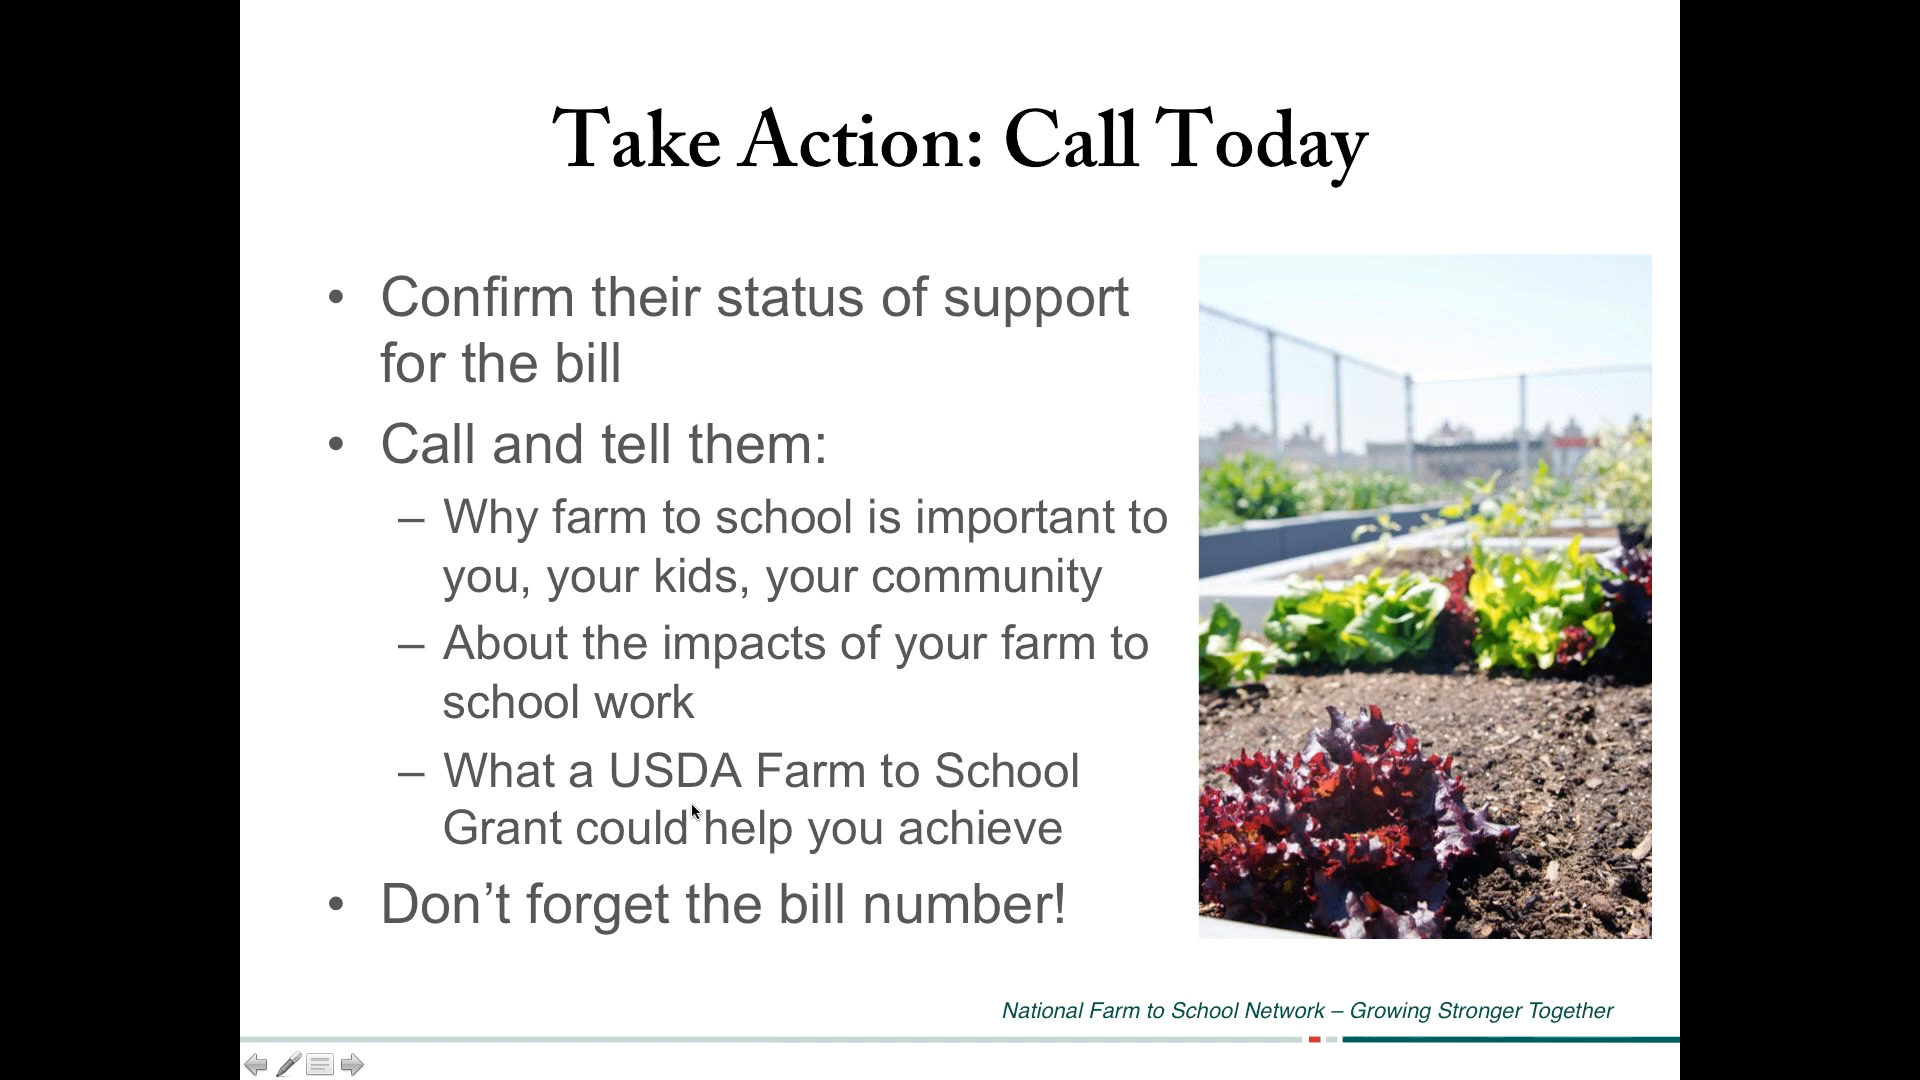 Take Action: Call Today
• Confirm their status of support
for the bill
• Call and tell them:
– Why farm to school is important to
you, your kids, your community
– About the impacts of your farm to
school work
– What a USDA Farm to School
Grant could help you achieve
• Don’t forget the bill number!
National Farm to School Network – Growing Stronger Together